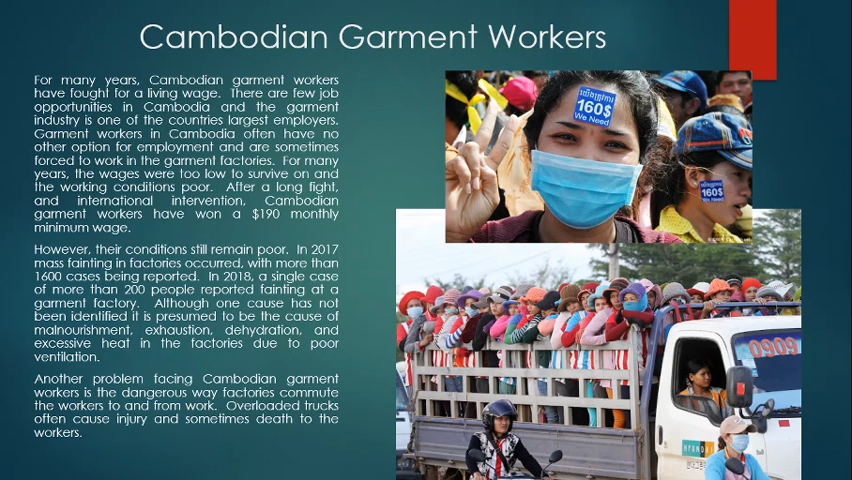 Cambodian Garment Workers
For many years, Cambodian garment workers
have fought for a living wage. There are few job
opportunities in Cambodia and the garment
industry is one of the countries largest employers.
Garment workers in Cambodia often have no
other option for employment and are sometimes
forced to work in the garment factories. For many
years, the wages were too low to survive on and
the working conditions poor. After a long fight,
and international intervention, Cambodian
garment workers have won a $190 monthly
minimum wage.
However, their conditions still remain poor. In 2017
mass fainting in factories occurred, with more than
1600 cases being reported. In 2018, a single case
of more than 200 people reported fainting at a
garment factory. Although one cause has not
been identified it is presumed to be the cause of
malnourishment, exhaustion, dehydration, and
excessive heat in the factories due to poor
ventilation.
Another problem facing Cambodian garment
workers is the dangerous way factories commute
the workers to and from work. Overloaded trucks
often cause injury and sometimes death to the
workers.
160$
We Need
160$
We Need
0909
HYUNDAI